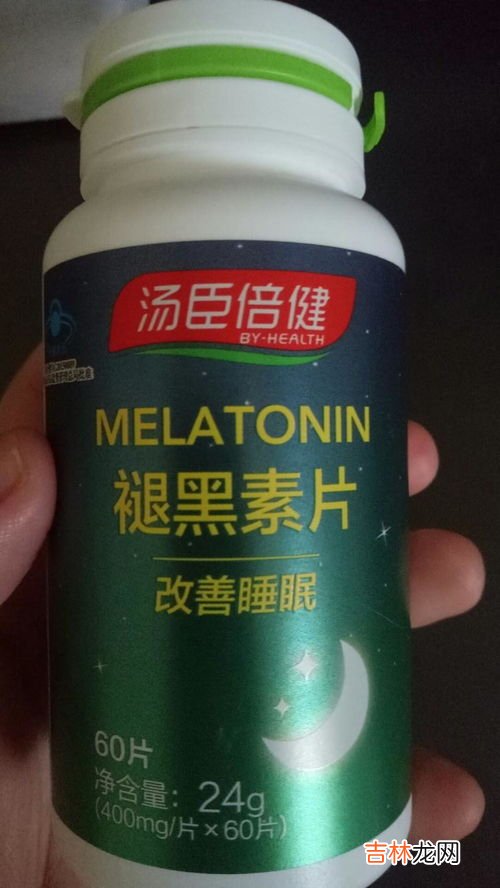 汤臣倍健
BY-HEALTH
MELATONIN
褪黑素片
改善睡眠
60片
净含量：24g
(400mg/片×60片)
吉林龙网